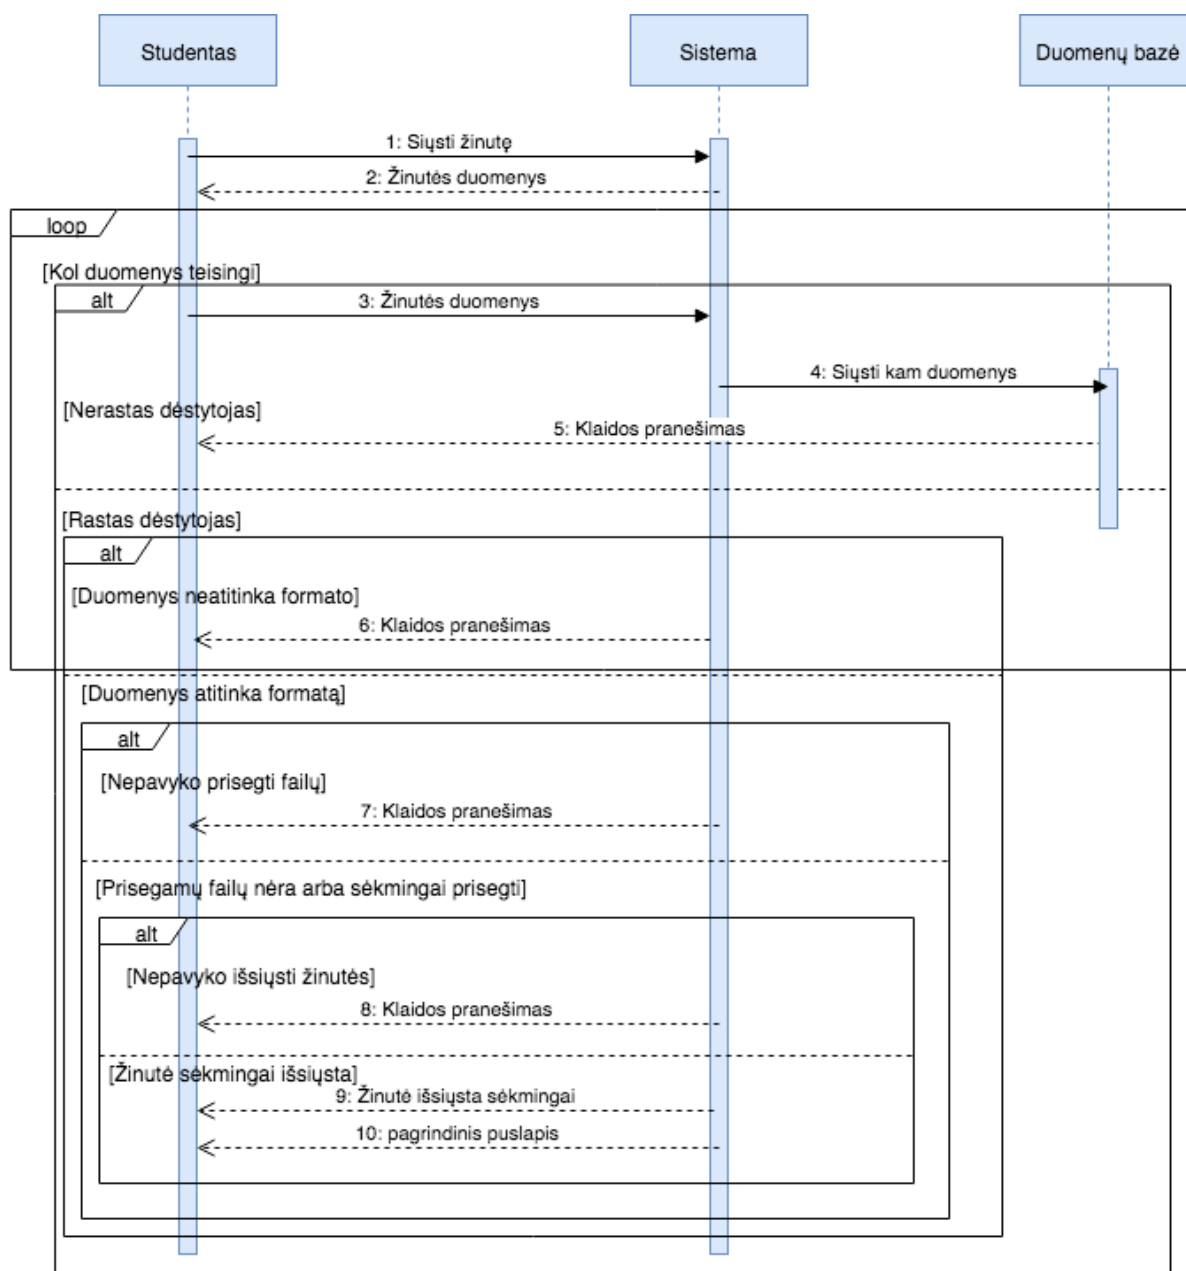 Studentas
Sistema
Duomenų bazė
1: Siųsti žinutę
2: Žinutės duomenys
loop
[Kol duomenys teisingi]
alt
3: Žinutės duomenys
4: Siųsti kam duomenys
[Nerastas dėstytojas]
5: Klaidos pranešimas
[Rastas dėstytojas]
alt
[Duomenys neatitinka formato]
6: Klaidos pranešimas
[Duomenys atitinka formatą]
alt
[Nepavyko prisegti failų]
7: Klaidos pranešimas
[Prisegamų failų nėra arba sėkmingai prisegti]
alt
[Nepavyko išsiųsti žinutės]
8: Klaidos pranešimas
[Žinutė sėkmingai išsiųsta]
9: Žinutė išsiųsta sėkmingai
10: pagrindinis puslapis